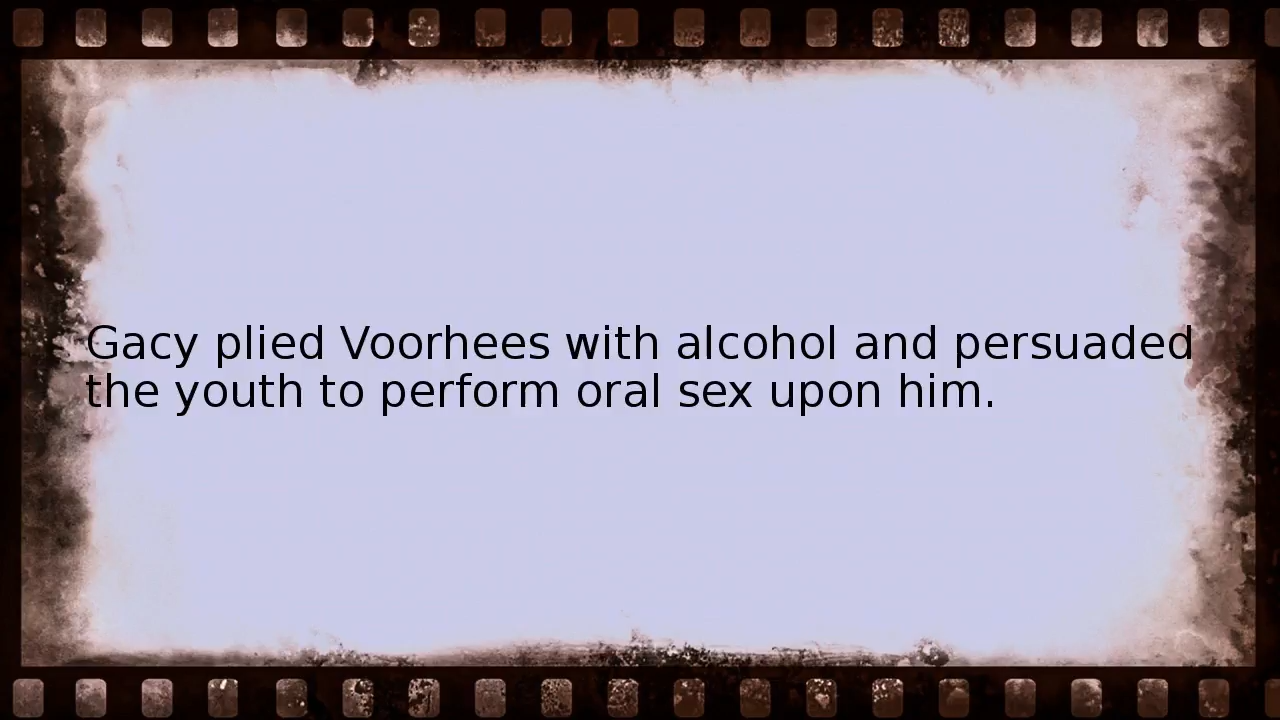 Gacy plied Voorhees with alcohol and persuaded
the youth to perform oral sex upon him.